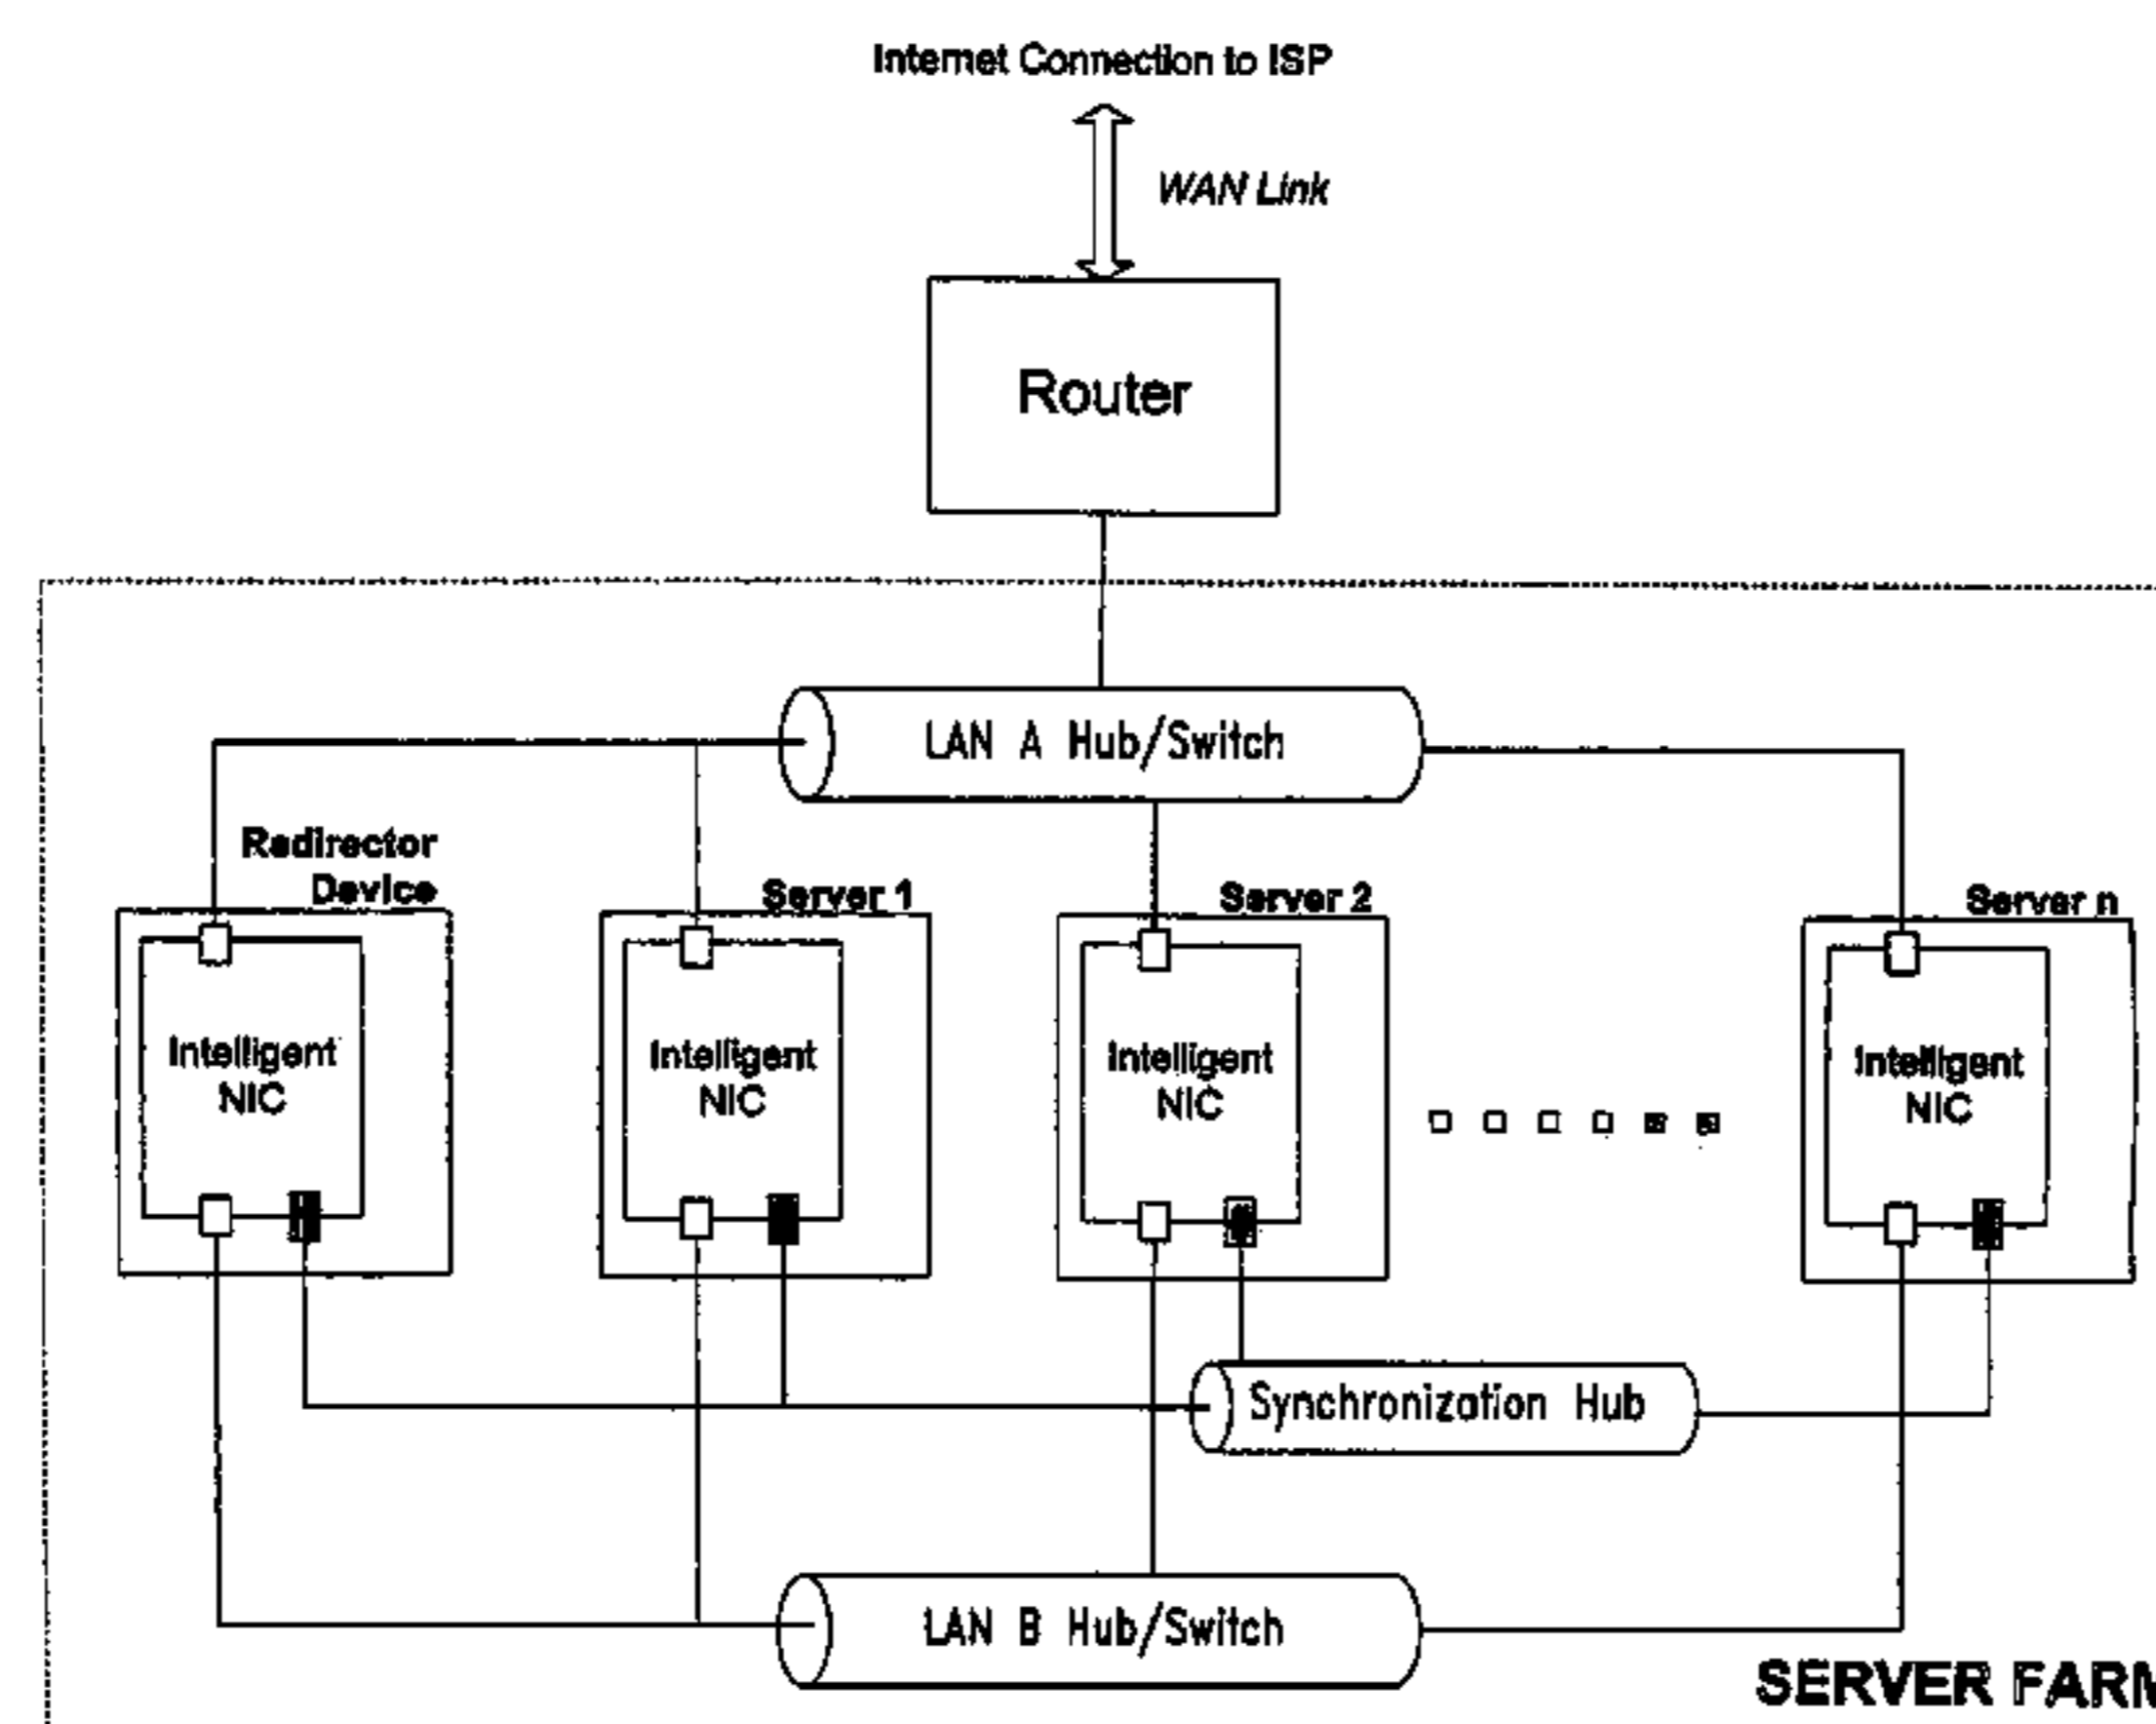 Internet Connection to ISP
WAN Link
Router
LAN A Hub/Switch
Redirector
Device
Server 1
Server 2
Server n
Intelligent
NIC
Intelligent
NIC
Intelligent
NIC
Intelligent
NIC
Synchronization Hub
LAN B Hub/Switch
SERVER FARM